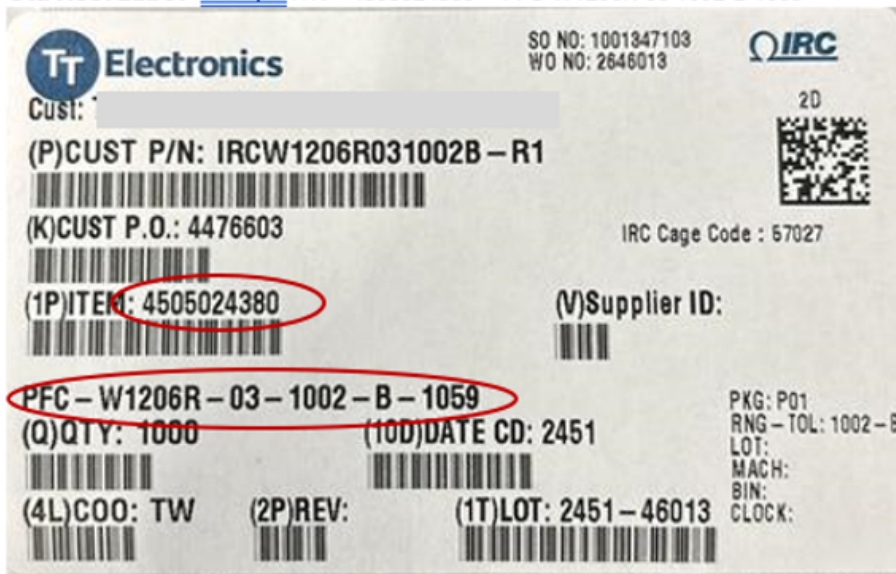 TT Electronics
SO NO: 1001347103
WO NO: 2646013
IRC
Cust:
2D
(P)CUST P/N: IRCW1206R031002B – R1
(K)CUST P.O.: 4476603
IRC Cage Code : 57027
(1P)ITEM: 4505024380
(V)Supplier ID:
PFC – W1206R – 03 – 1002 – B – 1059
(Q)QTY: 1000
(10D)DATE CD: 2451
PKG: P01
RNG – TOL: 1002 – B
LOT:
MACH:
BIN:
CLOCK:
(4L)COO: TW
(2P)REV:
(1T)LOT: 2451 – 46013